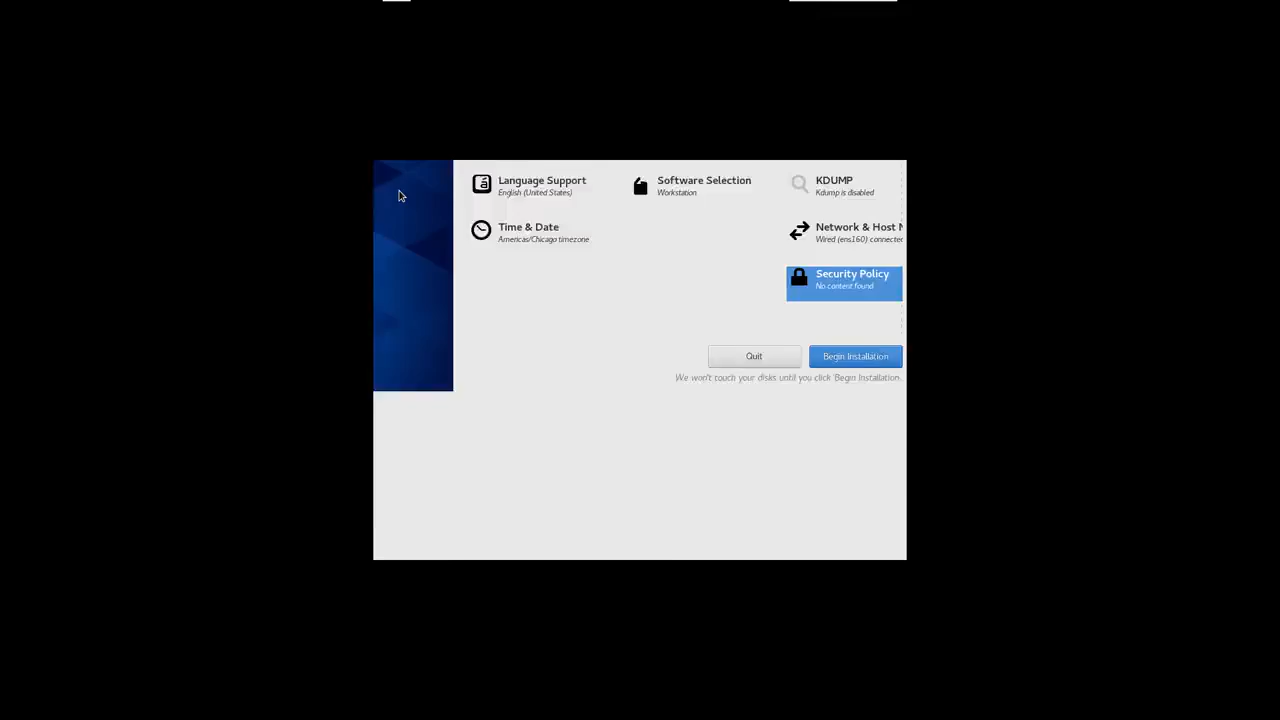 Language Support
English (United States)
Software Selection
Workstation
KDUMP
Kdump is disabled
Time & Date
Americas/Chicago timezone
Network & Host N
Wired (ens160) connected
Security Policy
No content found
Quit
Begin Installation
We won't touch your disks until you click 'Begin Installation.